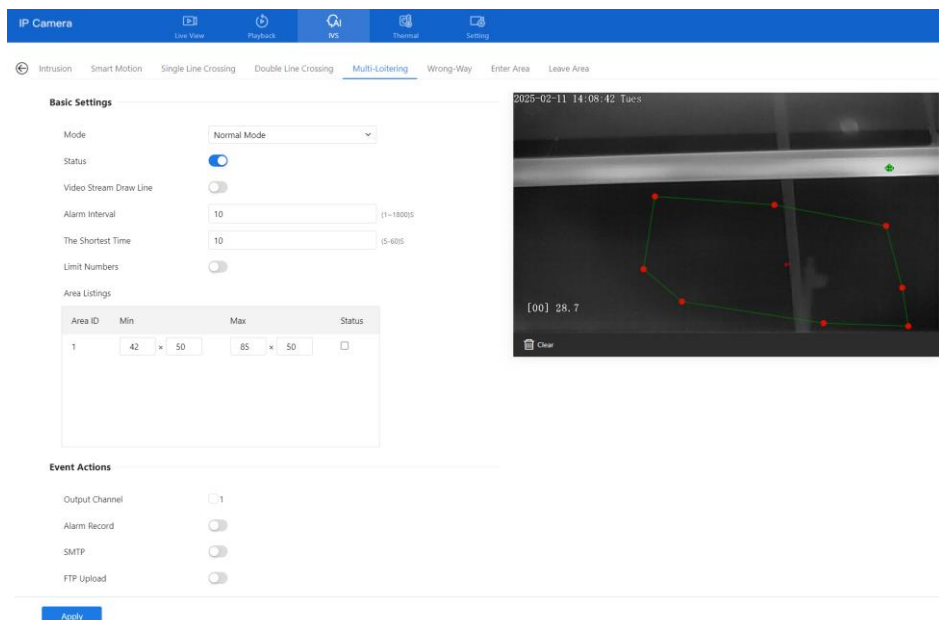 IP Camera
Live View
Playback
IVS
Thermal
Setting
Intrusion Smart Motion Single Line Crossing Double Line Crossing Multi-Loitering Wrong-Way Enter Area Leave Area
Basic Settings
Mode Normal Mode
Status
Video Stream Draw Line
Alarm Interval 10 (1~1800)S
The Shortest Time 10 (5-60)S
Limit Numbers
Area Listings
Area ID Min Max Status
1 42 × 50 85 × 50
Event Actions
Output Channel 1
Alarm Record
SMTP
FTP Upload
Apply
2025-02-11 14:08:42 Tues
[00] 28.7
Clear